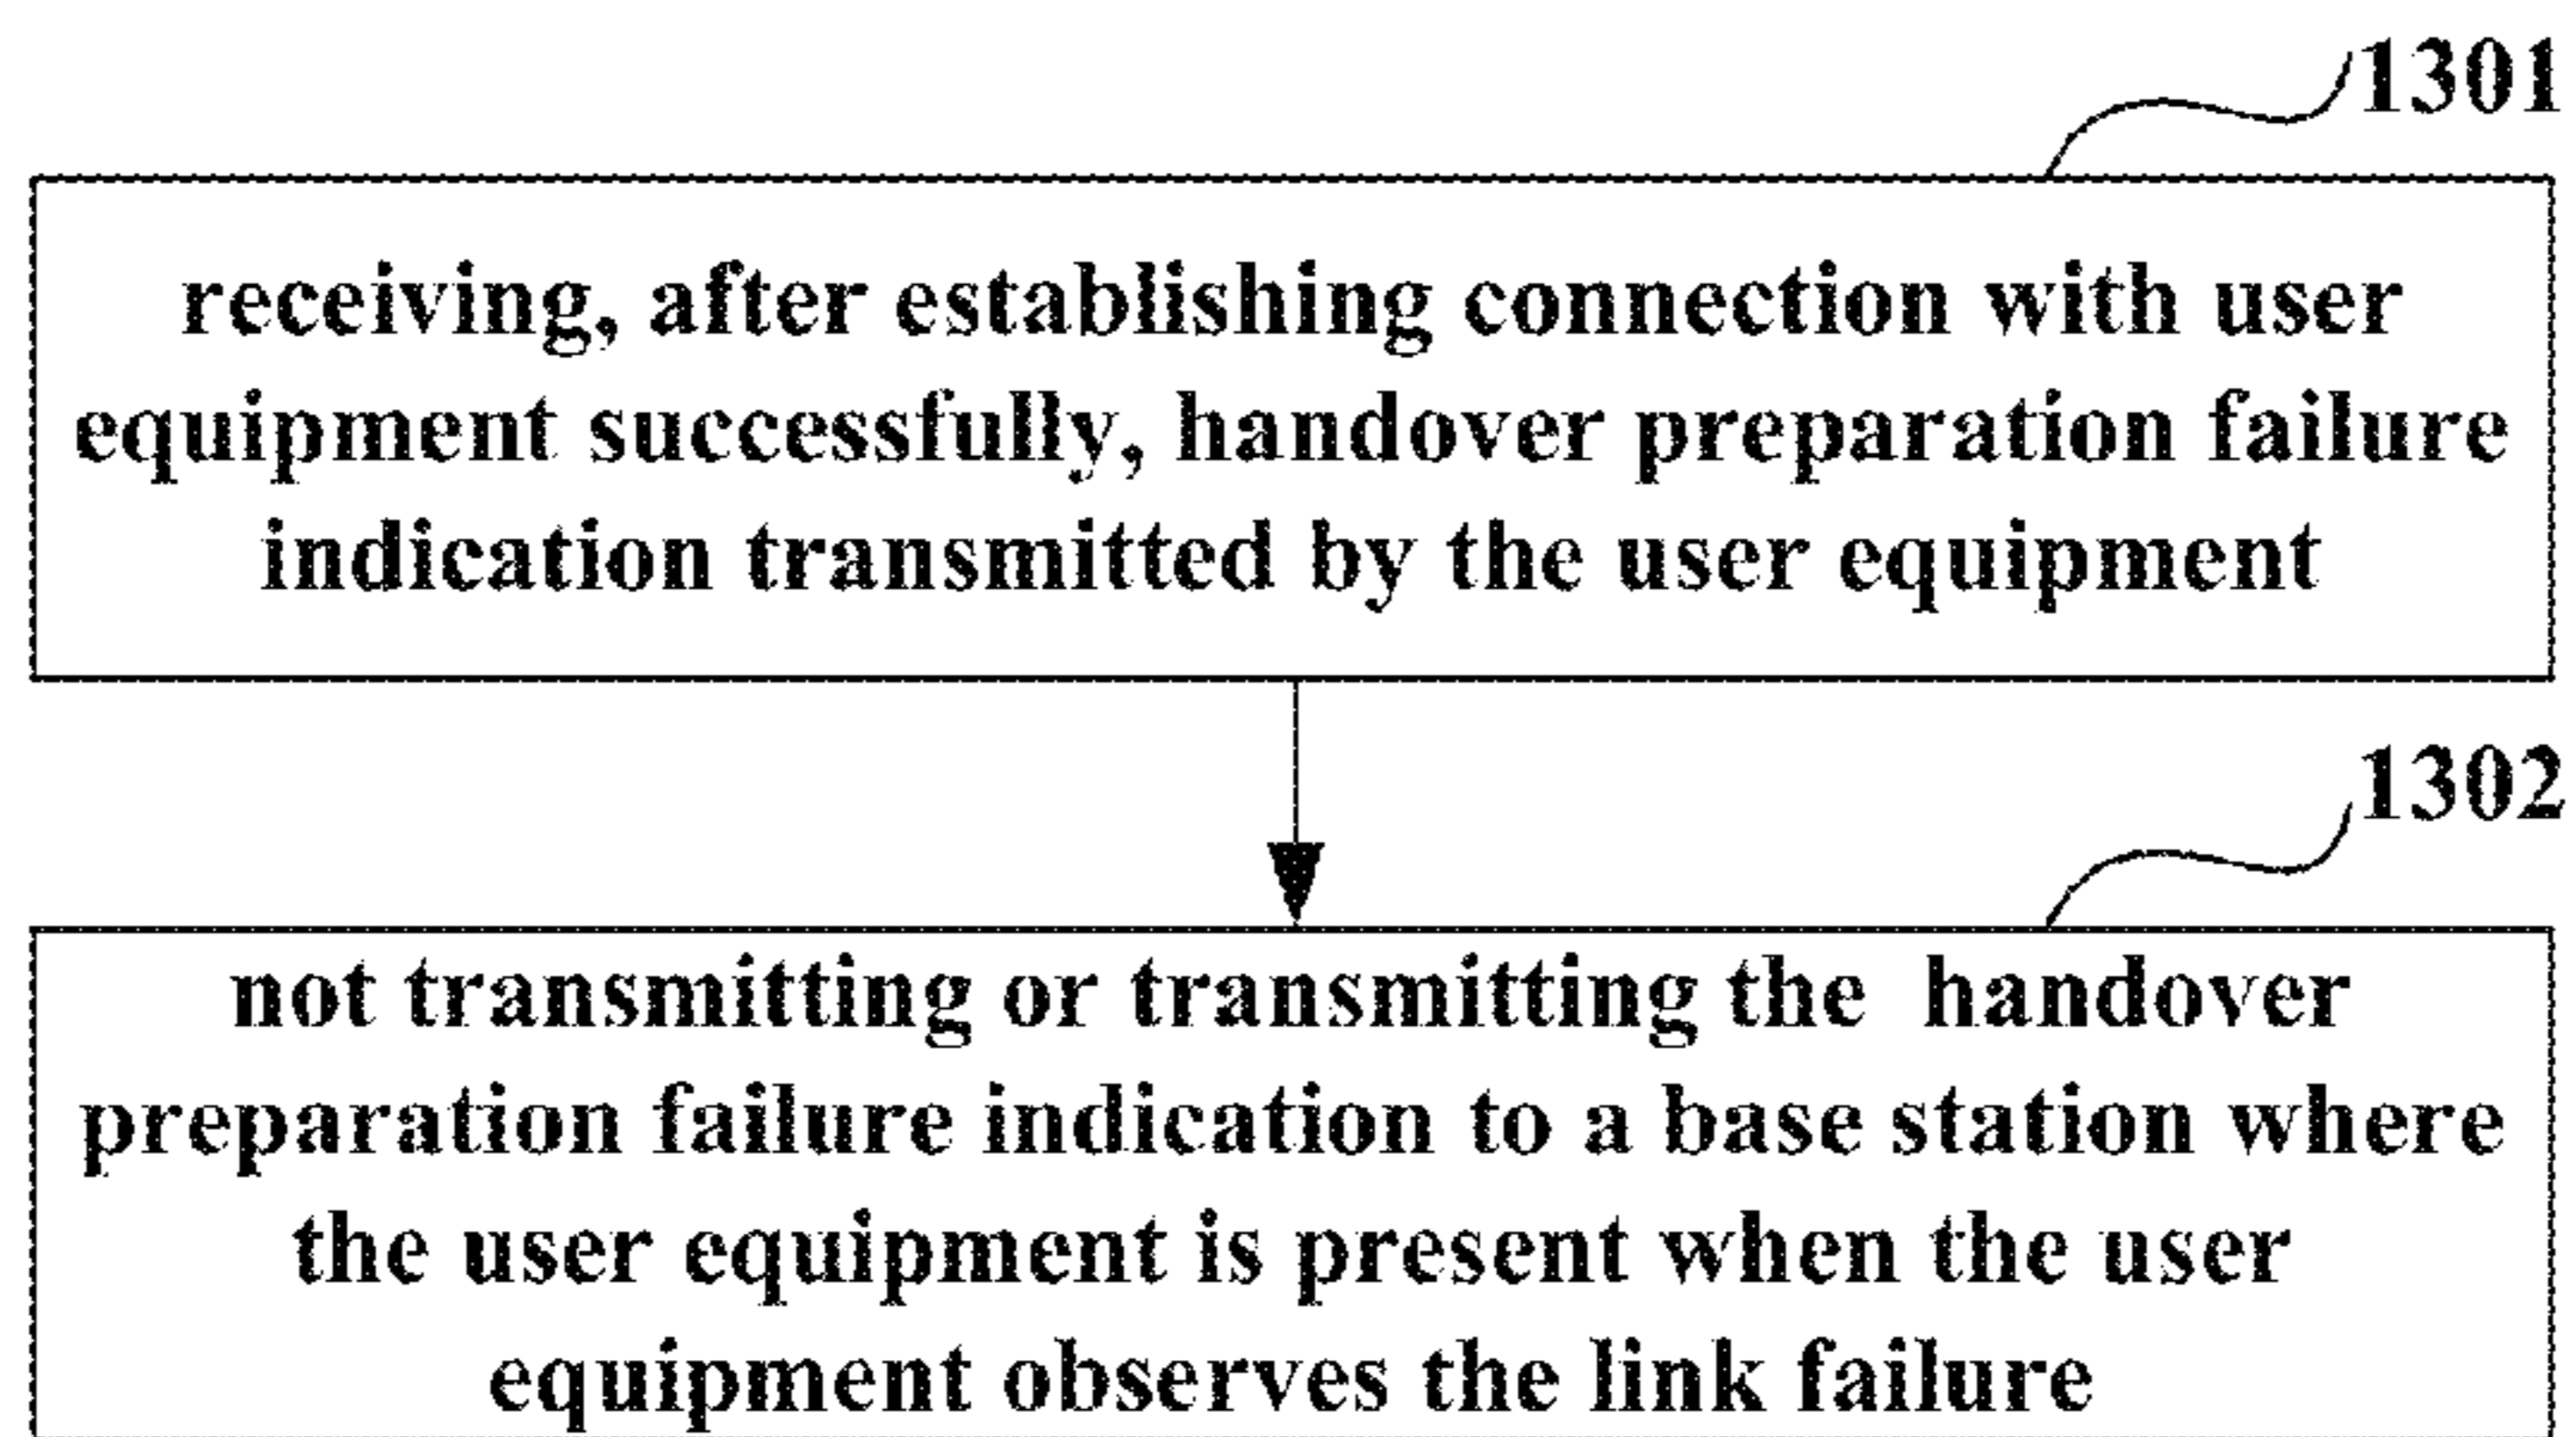 1301
receiving, after establishing connection with user
equipment successfully, handover preparation failure
indication transmitted by the user equipment
1302
not transmitting or transmitting the handover
preparation failure indication to a base station where
the user equipment is present when the user
equipment observes the link failure